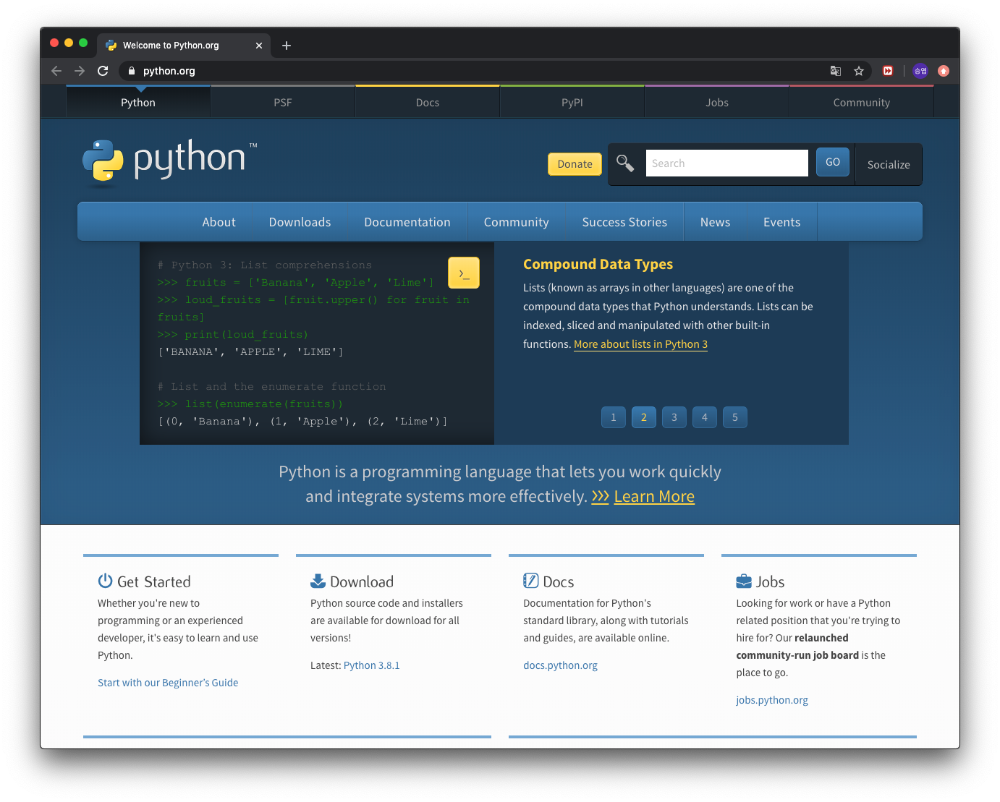 Welcome to Python.org
python.org
승엽
Python
PSF
Docs
PyPI
Jobs
Community
python™
Donate
Search
GO
Socialize
About
Downloads
Documentation
Community
Success Stories
News
Events
# Python 3: List comprehensions
>>> fruits = ['Banana', 'Apple', 'Lime']
>>> loud_fruits = [fruit.upper() for fruit in
fruits]
>>> print(loud_fruits)
['BANANA', 'APPLE', 'LIME']
# List and the enumerate function
>>> list(enumerate(fruits))
[(0, 'Banana'), (1, 'Apple'), (2, 'Lime')]
>_
Compound Data Types
Lists (known as arrays in other languages) are one of the
compound data types that Python understands. Lists can be
indexed, sliced and manipulated with other built-in
functions. More about lists in Python 3
1 2 3 4 5
Python is a programming language that lets you work quickly
and integrate systems more effectively. >>> Learn More
Get Started
Whether you're new to
programming or an experienced
developer, it's easy to learn and use
Python.
Start with our Beginner's Guide
Download
Python source code and installers
are available for download for all
versions!
Latest: Python 3.8.1
Docs
Documentation for Python's
standard library, along with tutorials
and guides, are available online.
docs.python.org
Jobs
Looking for work or have a Python
related position that you're trying to
hire for? Our relaunched
community-run job board is the
place to go.
jobs.python.org